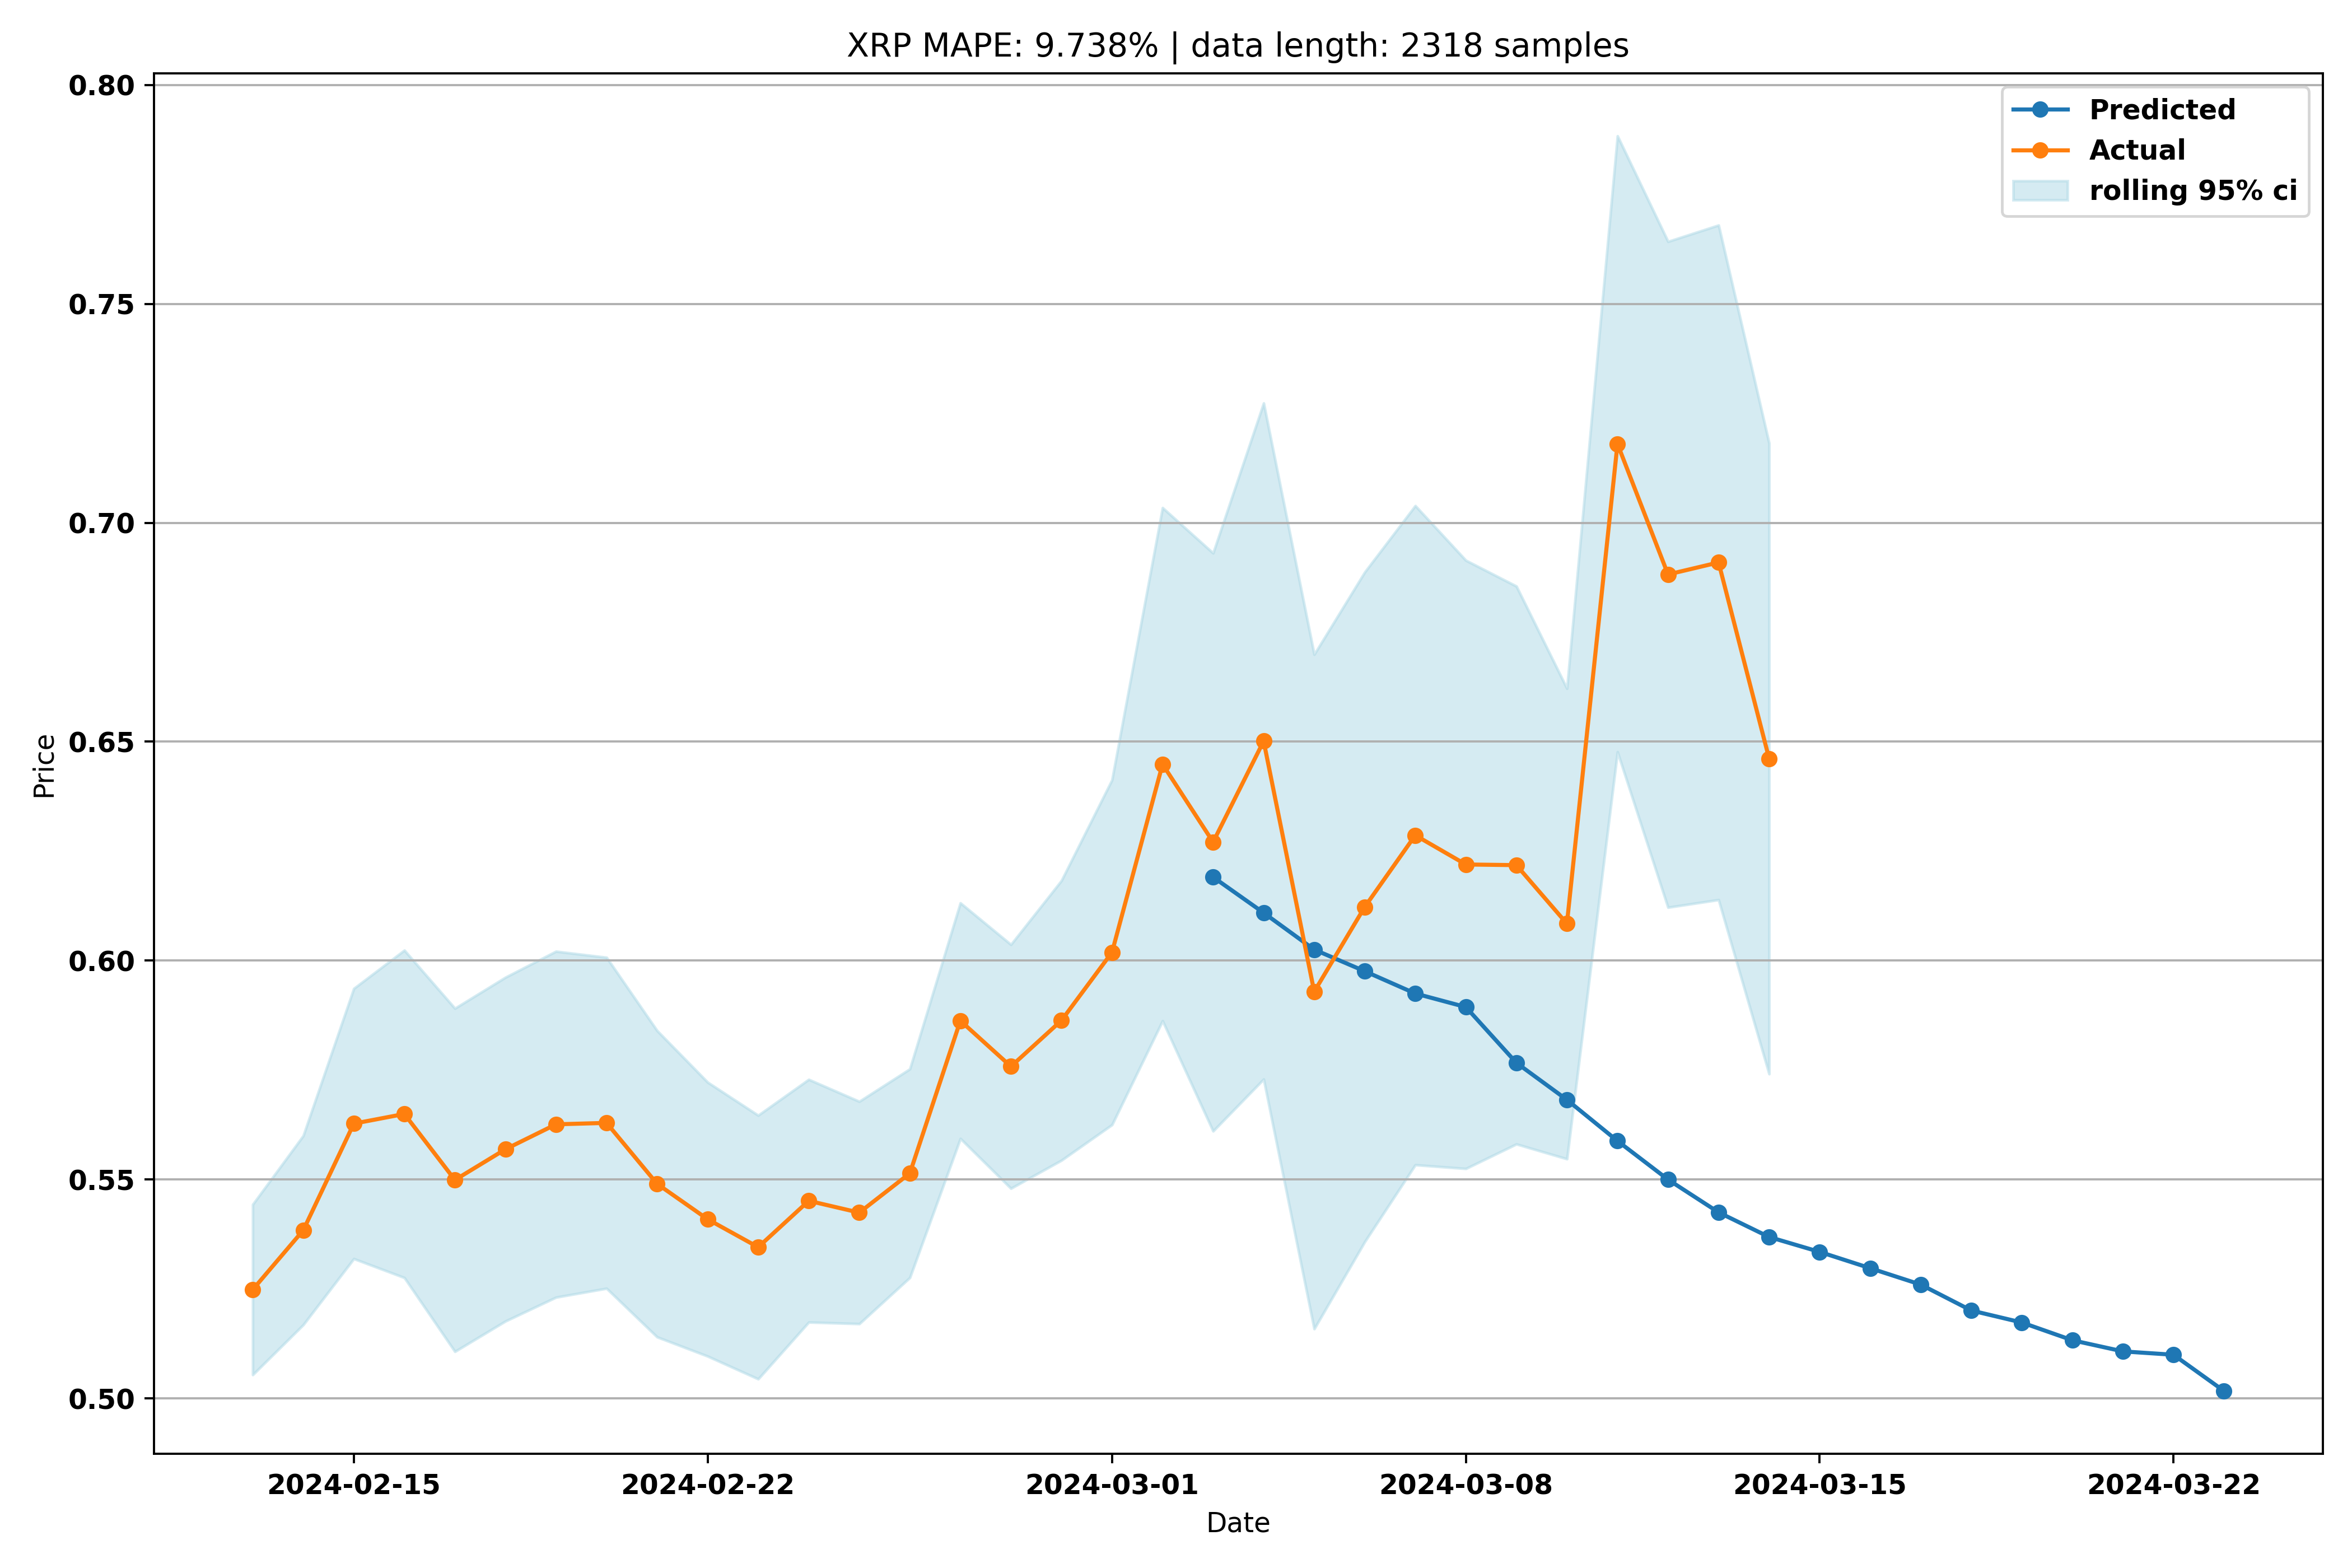 XRP MAPE: 9.738% | data length: 2318 samples
Predicted
Actual
rolling 95% ci
0.80
0.75
0.70
0.65
0.60
0.55
0.50
Price
2024-02-15
2024-02-22
2024-03-01
2024-03-08
2024-03-15
2024-03-22
Date